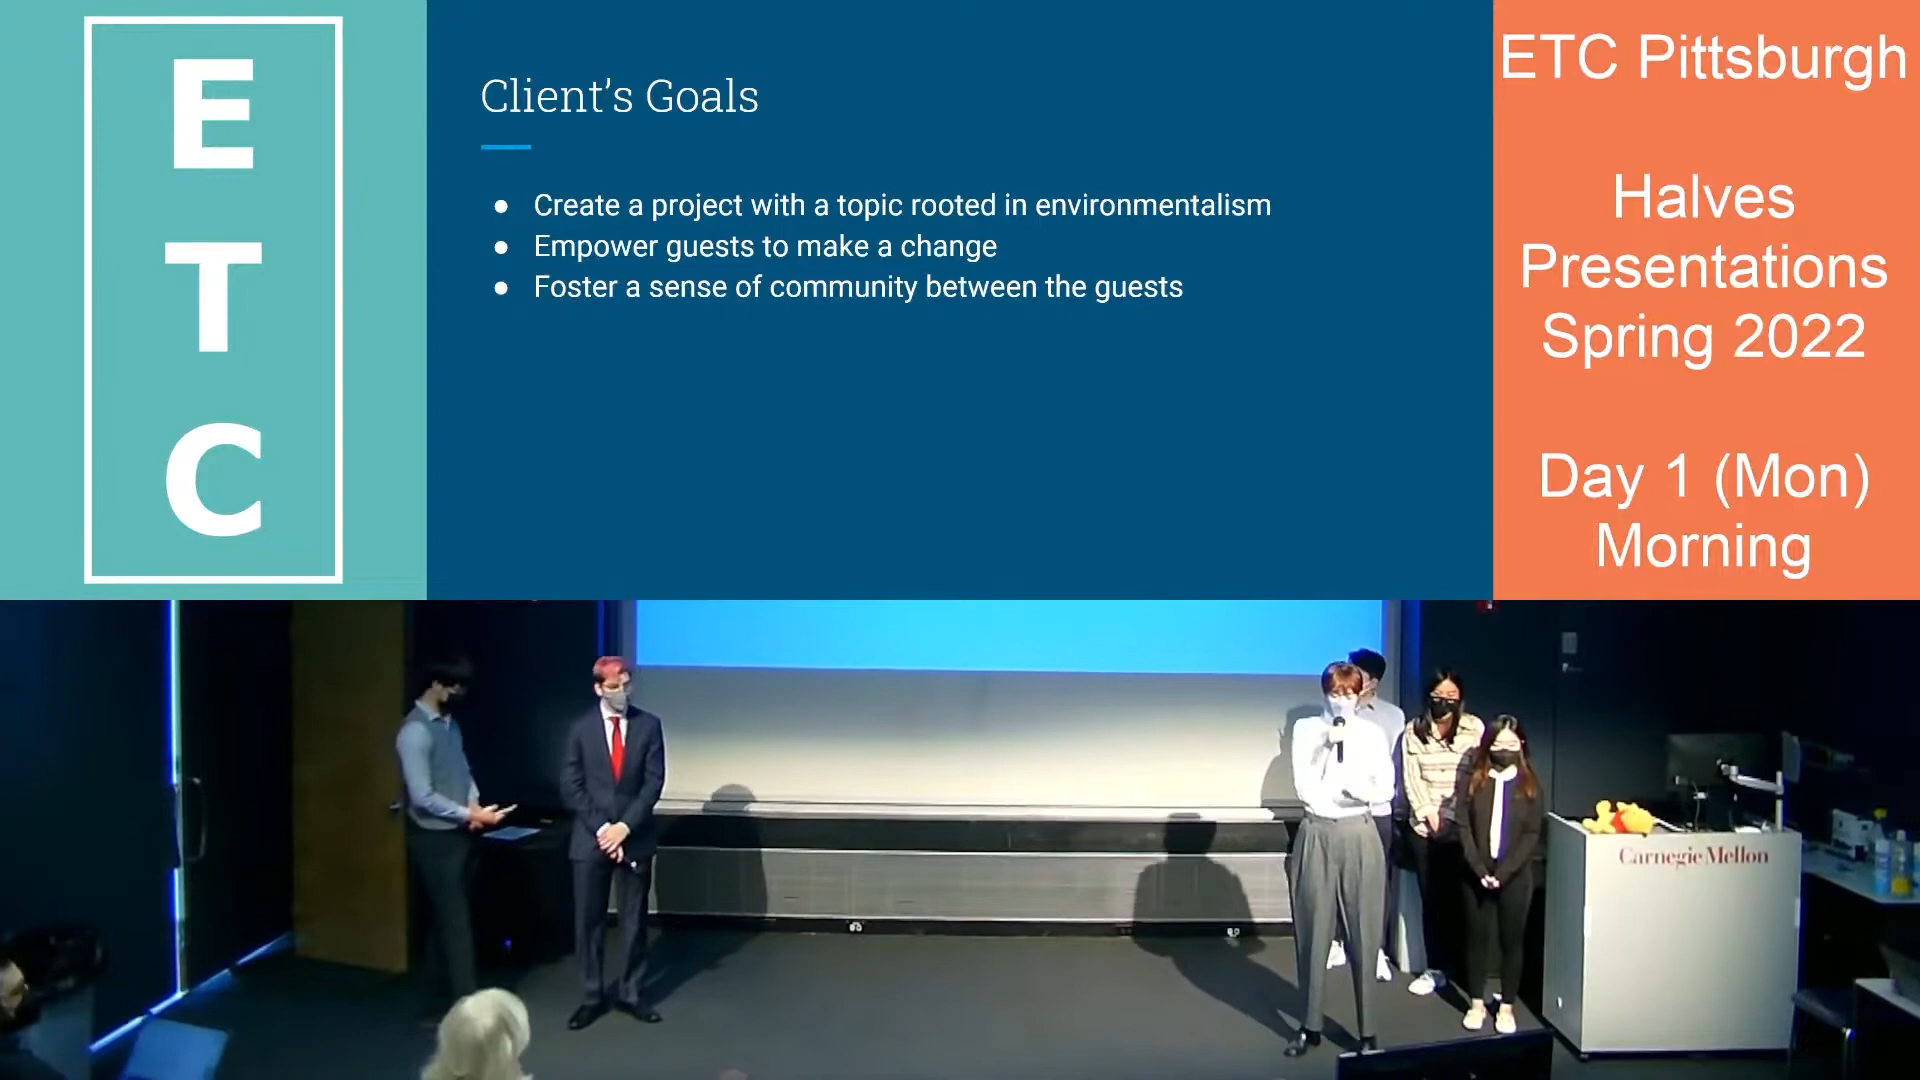 E
T
C
Client's Goals
● Create a project with a topic rooted in environmentalism
● Empower guests to make a change
● Foster a sense of community between the guests
ETC Pittsburgh
Halves
Presentations
Spring 2022
Day 1 (Mon)
Morning
Carnegie Mellon